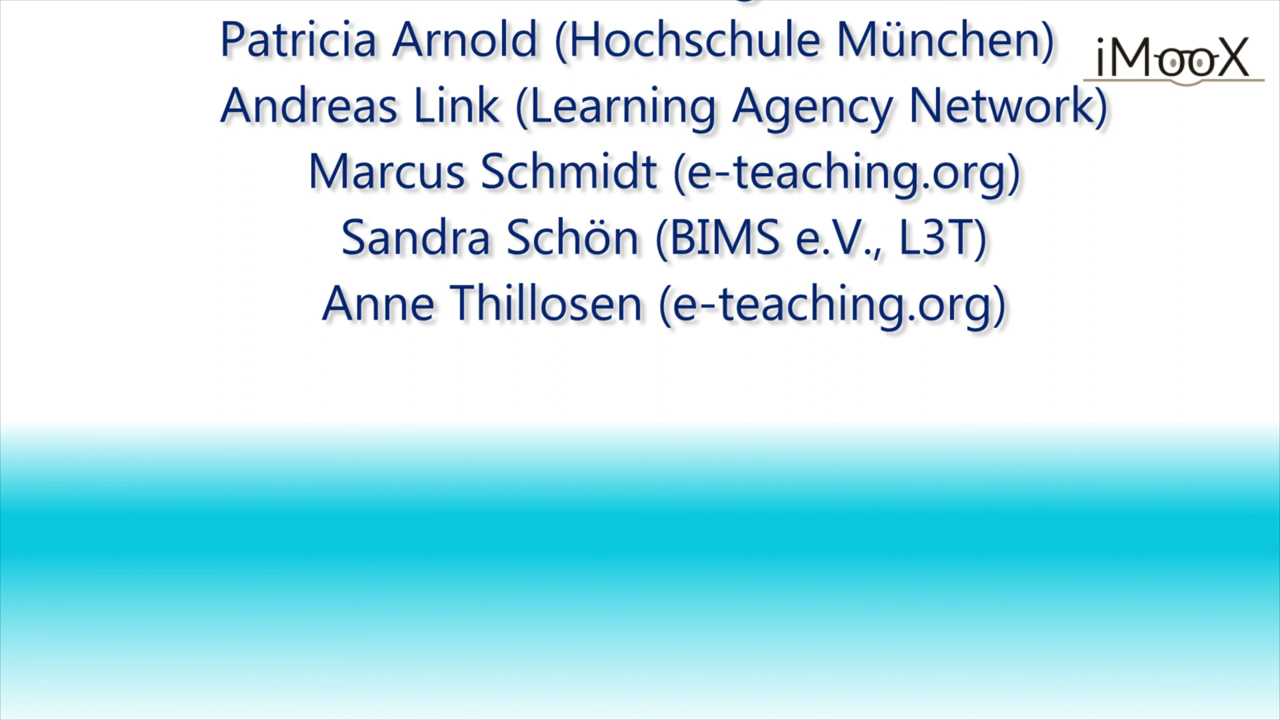 Patricia Arnold (Hochschule München)
iMooX
Andreas Link (Learning Agency Network)
Marcus Schmidt (e-teaching.org)
Sandra Schön (BIMS e.V., L3T)
Anne Thillosen (e-teaching.org)